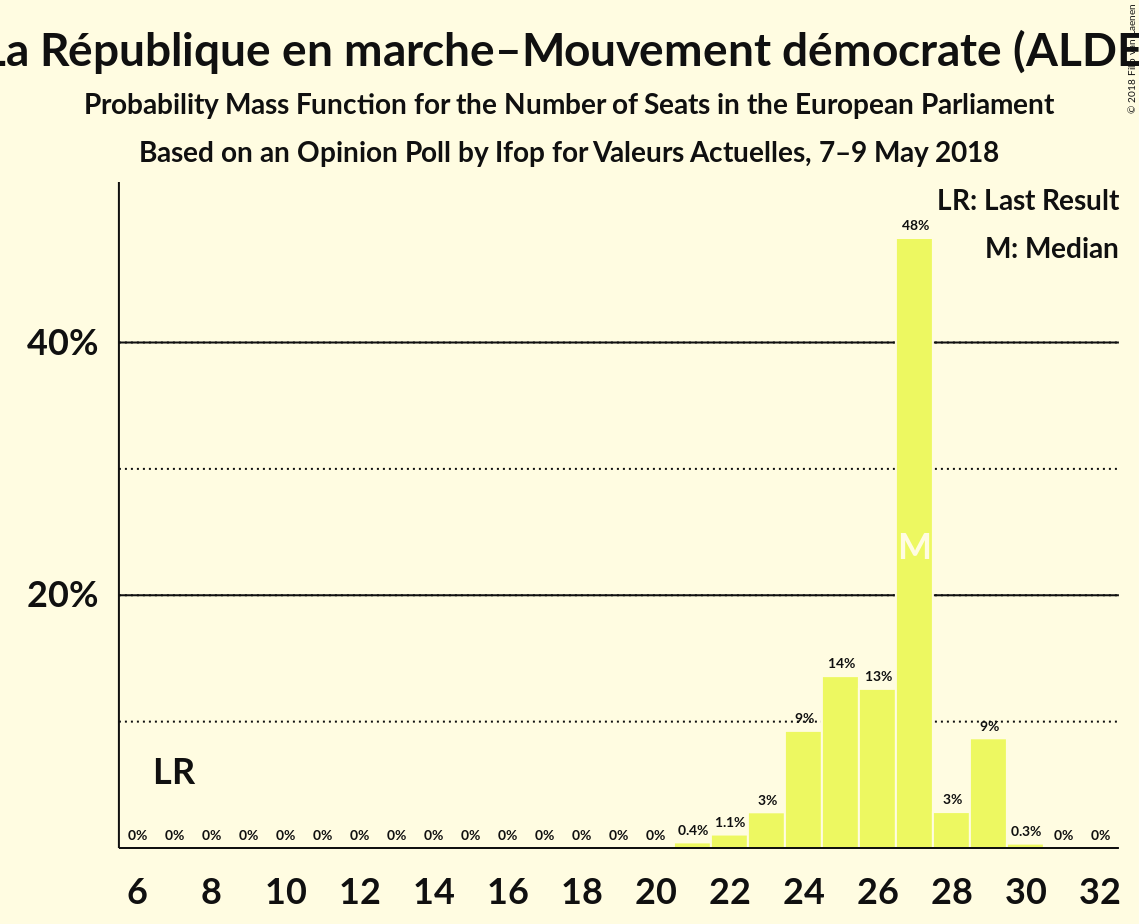 La République en marche–Mouvement démocrate (ALDE
Probability Mass Function for the Number of Seats in the European Parliament
Based on an Opinion Poll by Ifop for Valeurs Actuelles, 7–9 May 2018
LR: Last Result
M: Median
48%
40%
M
20%
14%
13%
9%
9%
LR
3%
3%
0% 0% 0% 0% 0% 0% 0% 0% 0% 0% 0% 0% 0% 0% 0% 0.4% 1.1% 0.3% 0% 0%
6 8 10 12 14 16 18 20 22 24 26 28 30 32
© 2018